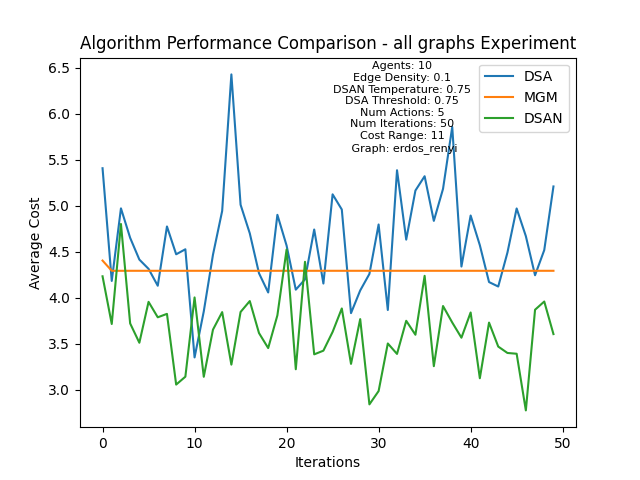 Algorithm Performance Comparison - all graphs Experiment
Agents: 10
Edge Density: 0.1
DSAN Temperature: 0.75
DSA Threshold: 0.75
Num Actions: 5
Num Iterations: 50
Cost Range: 11
Graph: erdos_renyi
DSA
MGM
DSAN
Average Cost
6.5
6.0
5.5
5.0
4.5
4.0
3.5
3.0
0
10
20
30
40
50
Iterations